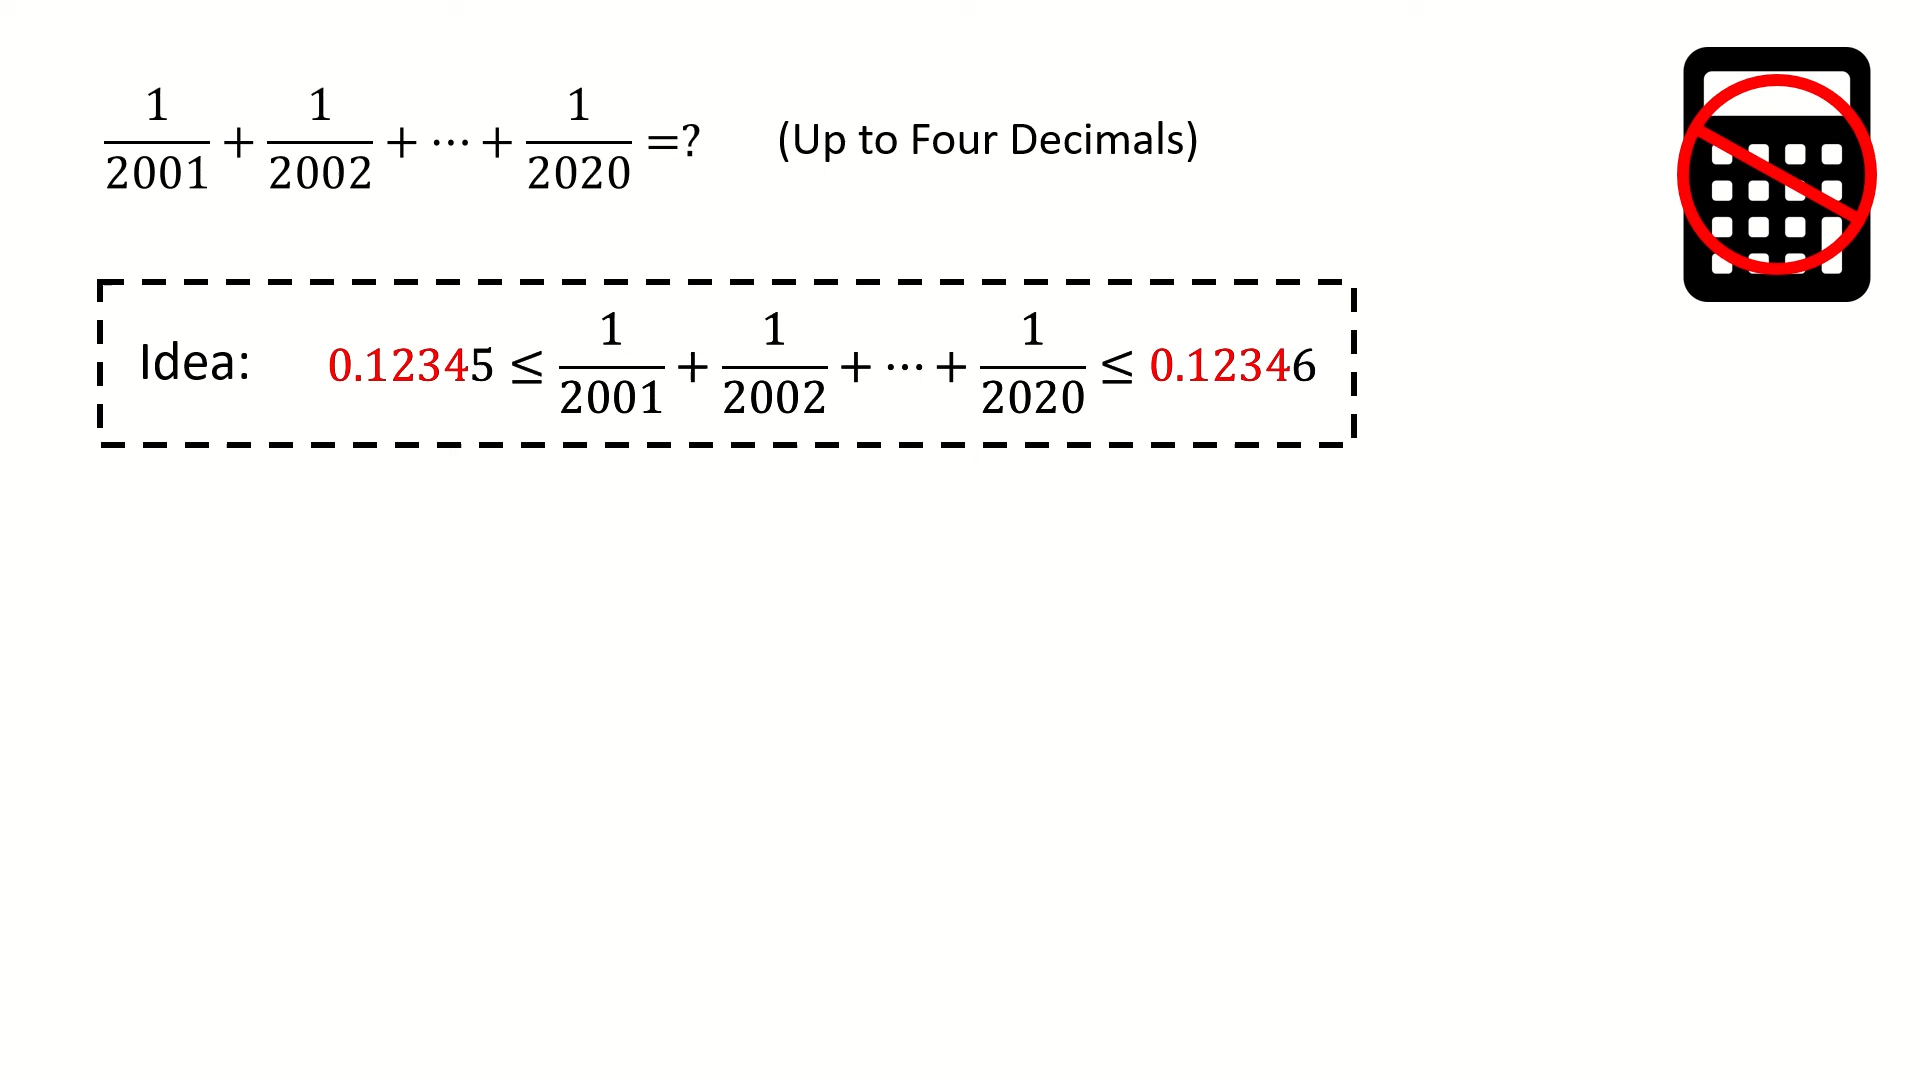 1/2001 + 1/2002 + ⋯ + 1/2020 =? (Up to Four Decimals)
Idea: 0.12345 ≤ 1/2001 + 1/2002 + ⋯ + 1/2020 ≤ 0.12346